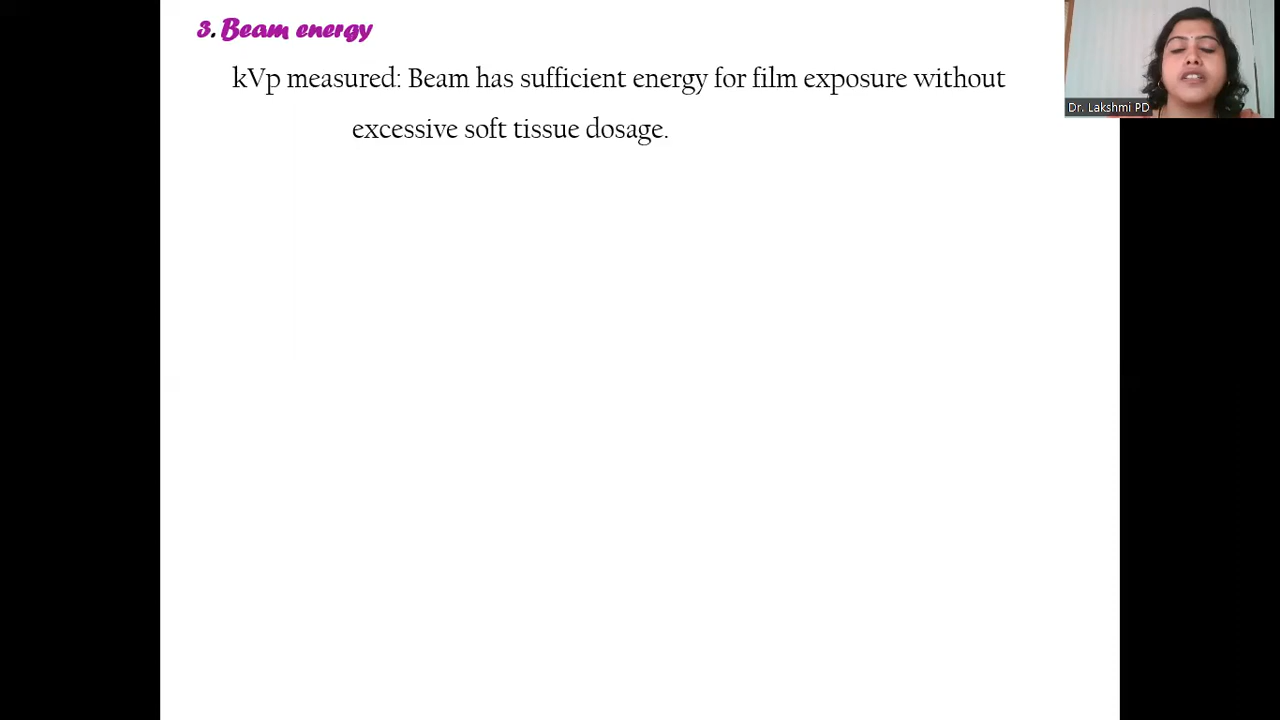 3. Beam energy
kVp measured: Beam has sufficient energy for film exposure without
excessive soft tissue dosage.
Dr. Lakshmi PD